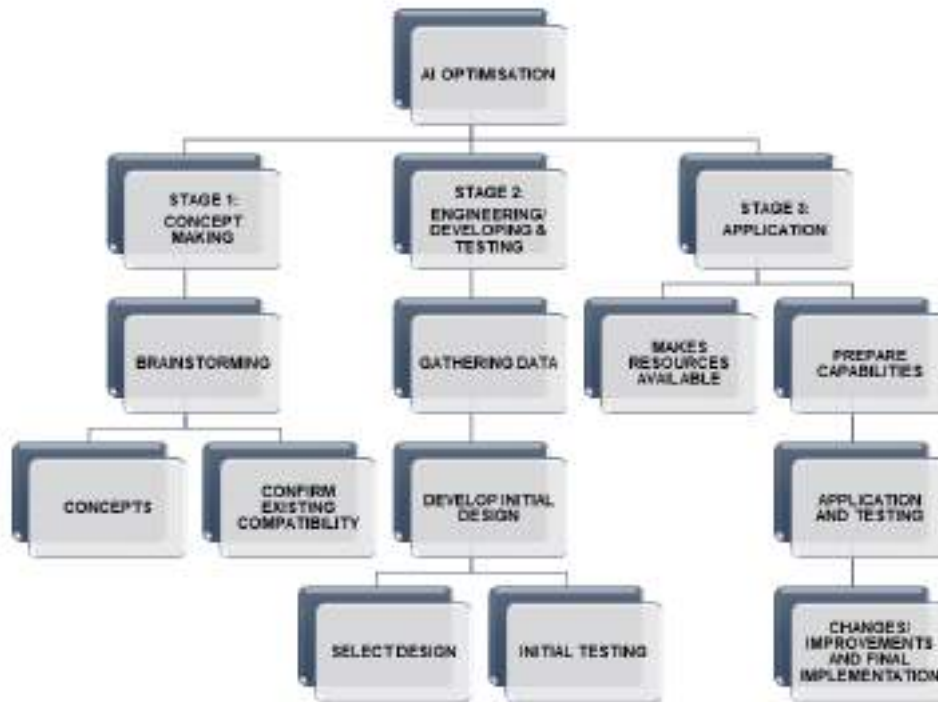 AI OPTIMISATION
STAGE 1:
CONCEPT
MAKING
STAGE 2:
ENGINEERING/
DEVELOPING &
TESTING
STAGE 3:
APPLICATION
BRAINSTORMING
GATHERING DATA
MAKES
RESOURCES
AVAILABLE
PREPARE
CAPABILITIES
CONCEPTS
CONFIRM
EXISTING
COMPATIBILITY
DEVELOP INITIAL
DESIGN
APPLICATION
AND TESTING
SELECT DESIGN
INITIAL TESTING
CHANGES/
IMPROVEMENTS
AND FINAL
IMPLEMENTATION